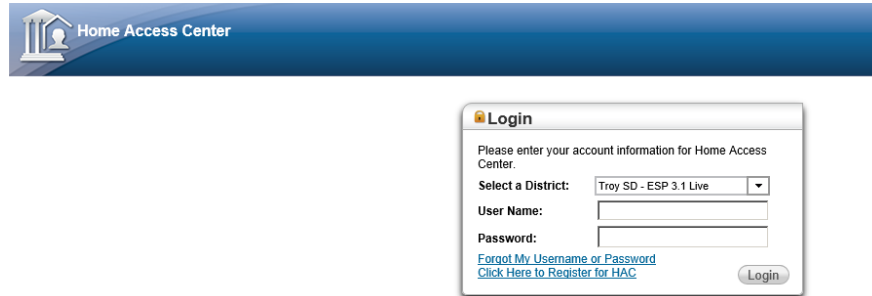 Home Access Center
Login
Please enter your account information for Home Access
Center.
Select a District: Troy SD - ESP 3.1 Live
User Name:
Password:
Forgot My Username or Password
Click Here to Register for HAC
Login